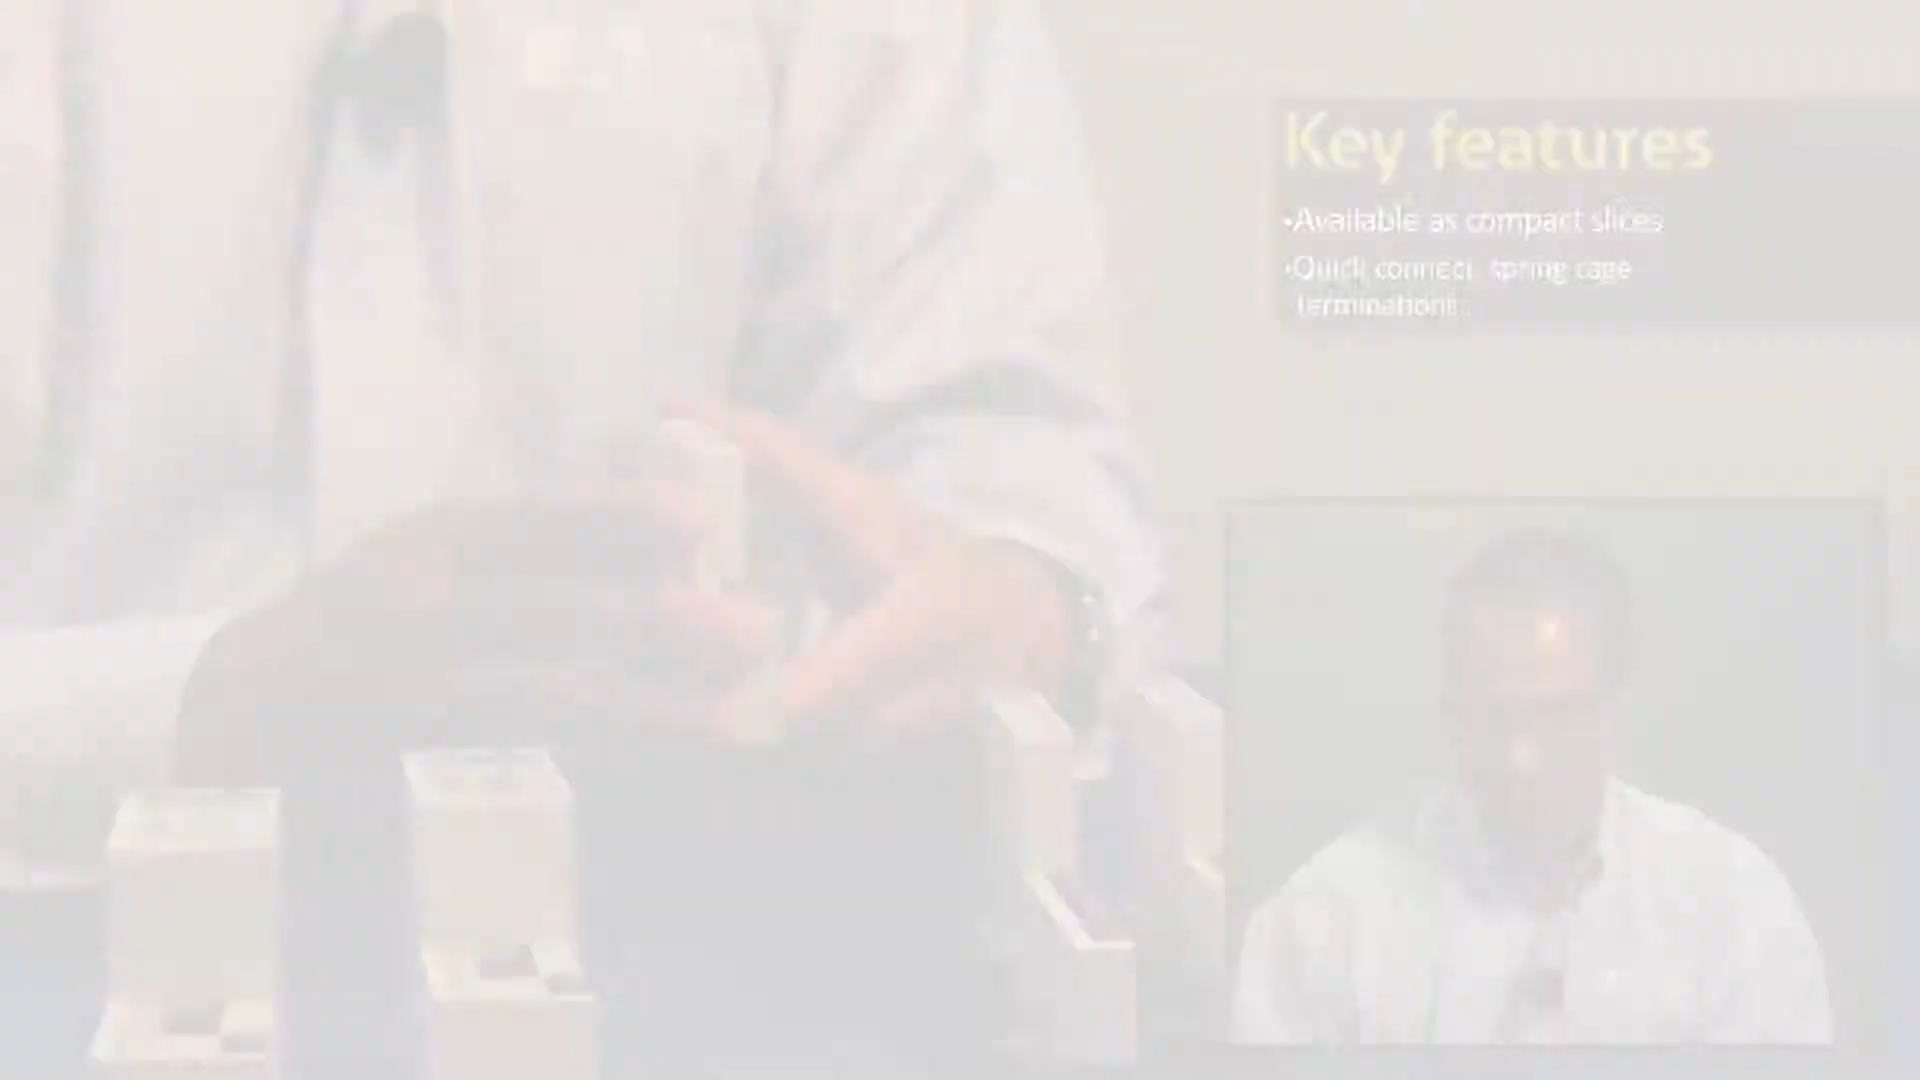 Key features
•Available as compact slices
•Quick connect, spring cage
terminations